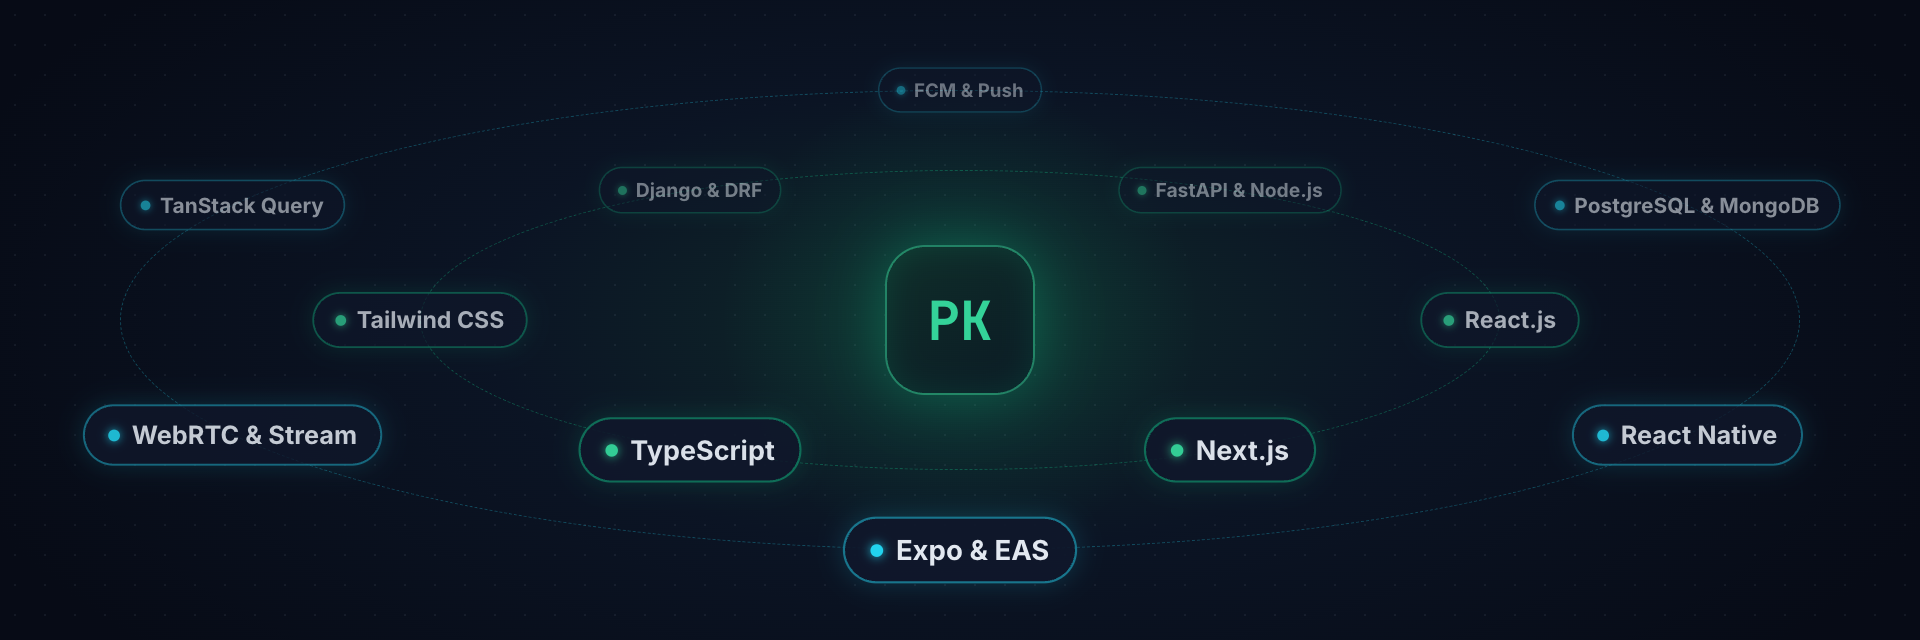 FCM & Push
Django & DRF
FastAPI & Node.js
TanStack Query
PostgreSQL & MongoDB
Tailwind CSS
PK
React.js
WebRTC & Stream
TypeScript
Next.js
React Native
Expo & EAS